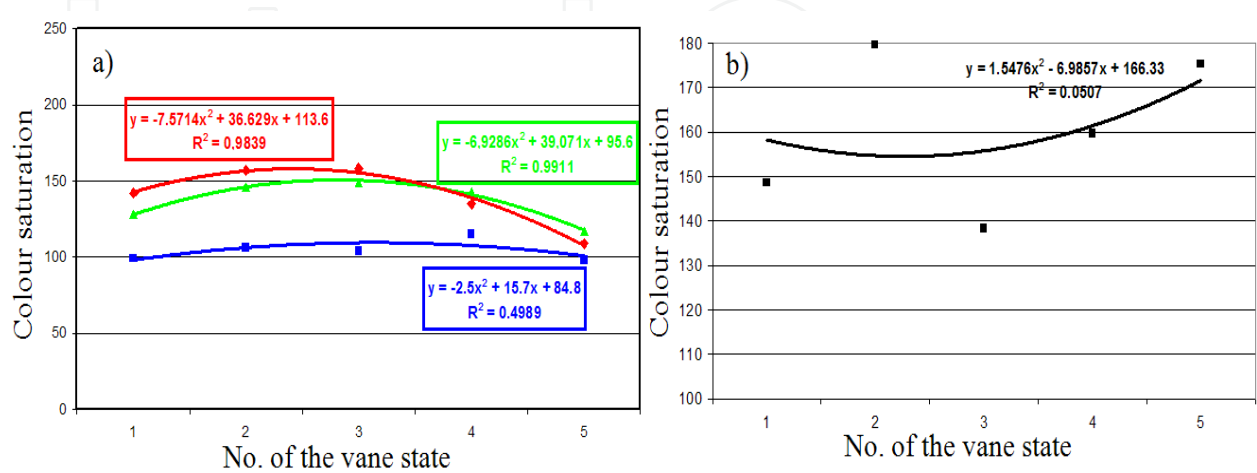 a)
Colour saturation
250
200
150
100
50
0
y = -7.5714x² + 36.629x + 113.6
R² = 0.9839
y = -6.9286x² + 39.071x + 95.6
R² = 0.9911
y = -2.5x² + 15.7x + 84.8
R² = 0.4989
1 2 3 4 5
No. of the vane state
b)
Colour saturation
180
170
160
150
140
130
120
110
100
y = 1.5476x² - 6.9857x + 166.33
R² = 0.0507
1 2 3 4 5
No. of the vane state